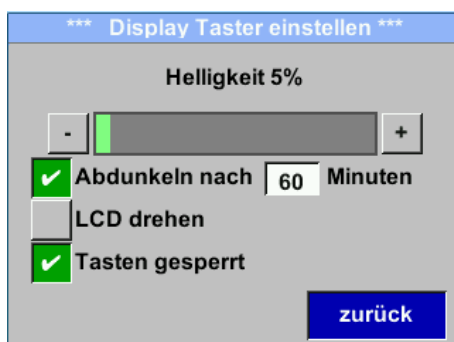 *** Display Taster einstellen ***
Helligkeit 5%
- +
Abdunkeln nach 60 Minuten
LCD drehen
Tasten gesperrt
zurück